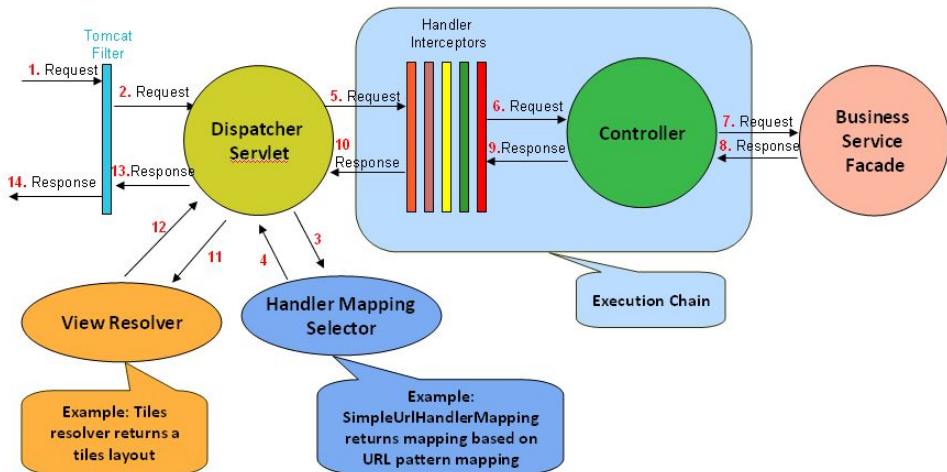 Tomcat
Filter
Handler
Interceptors
1. Request
2. Request
5. Request
6. Request
7. Request
8. Response
9.Response
10
Response
13.Response
14. Response
Dispatcher
Servlet
Controller
Business
Service
Facade
12
11
3
4
View Resolver
Handler Mapping
Selector
Execution Chain
Example: Tiles
resolver returns a
tiles layout
Example:
SimpleUrlHandlerMapping
returns mapping based on
URL pattern mapping